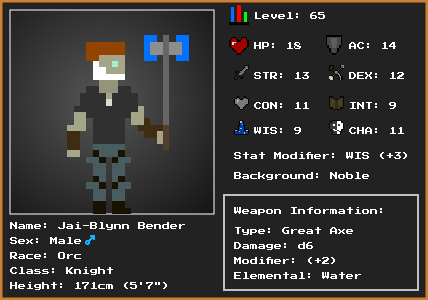 Level: 65
HP: 18
AC: 14
STR: 13
DEX: 12
CON: 11
INT: 9
WIS: 9
CHA: 11
Stat Modifier: WIS (+3)
Background: Noble
Name: Jai-Blynn Bender
Sex: Male♂
Race: Orc
Class: Knight
Height: 171cm (5'7")
Weapon Information:
Type: Great Axe
Damage: d6
Modifier: (+2)
Elemental: Water